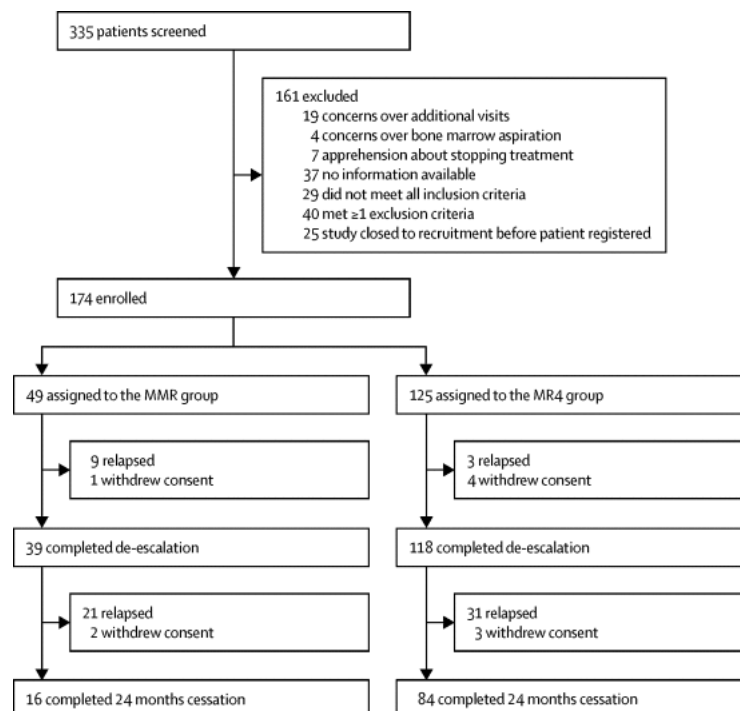 335 patients screened
161 excluded
19 concerns over additional visits
4 concerns over bone marrow aspiration
7 apprehension about stopping treatment
37 no information available
29 did not meet all inclusion criteria
40 met ≥1 exclusion criteria
25 study closed to recruitment before patient registered
174 enrolled
49 assigned to the MMR group
125 assigned to the MR4 group
9 relapsed
1 withdrew consent
3 relapsed
4 withdrew consent
39 completed de-escalation
118 completed de-escalation
21 relapsed
2 withdrew consent
31 relapsed
3 withdrew consent
16 completed 24 months cessation
84 completed 24 months cessation